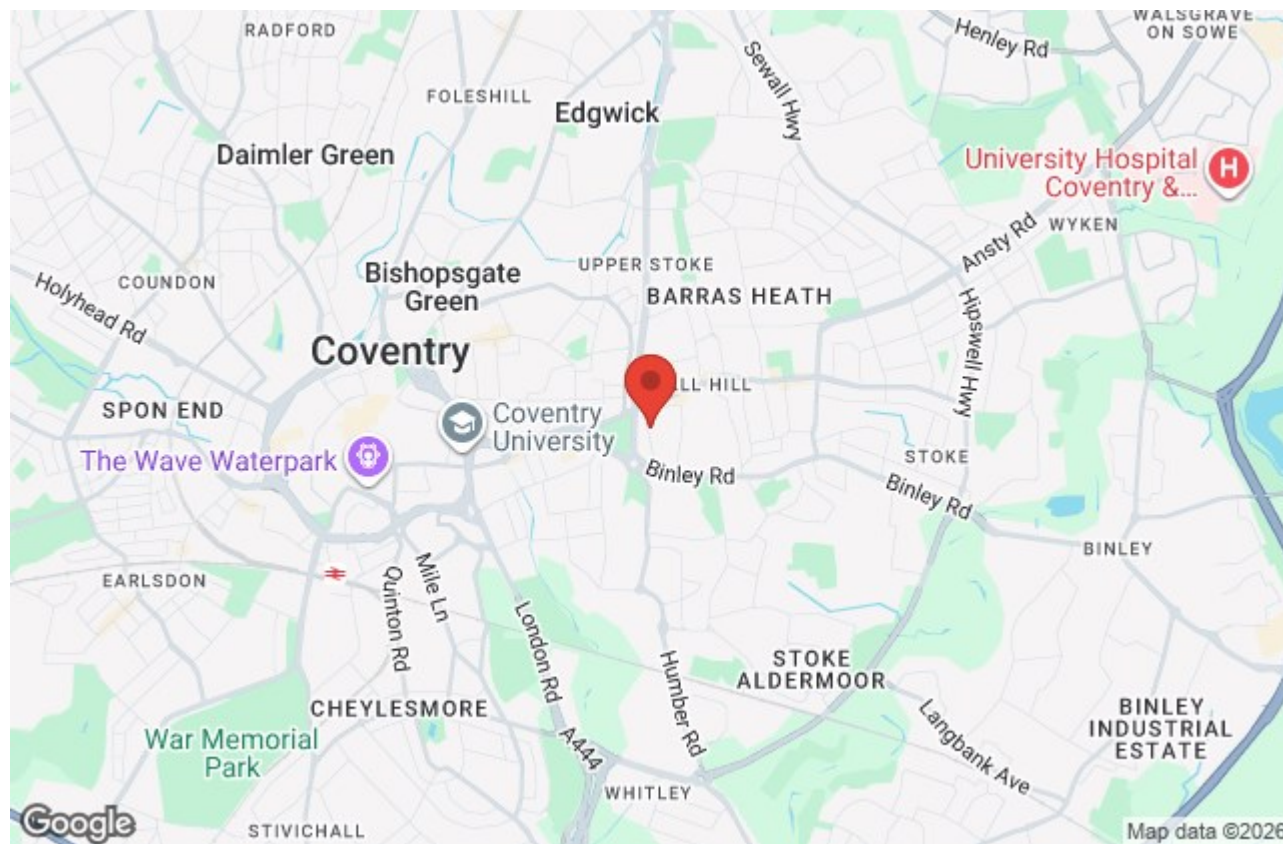 RADFORD
WALSGRAVE
ON SOWE
Henley Rd
Sewall Hwy
FOLESHILL
Edgwick
Daimler Green
University Hospital
Coventry &...
H
WYKEN
Ansty Rd
UPPER STOKE
Bishopsgate
Green
COUNDON
Holyhead Rd
BARRAS HEATH
Hipswell Hwy
Coventry
ALL HILL
SPON END
Coventry
University
The Wave Waterpark
Binley Rd
STOKE
Binley Rd
BINLEY
EARLSDON
Mile Ln
Quinton Rd
London Rd
Humber Rd
STOKE
ALDERMOOR
CHEYLESMORE
Langbank Ave
BINLEY
INDUSTRIAL
ESTATE
War Memorial
Park
A444
WHITLEY
Google
STIVICHALL
Map data ©2026